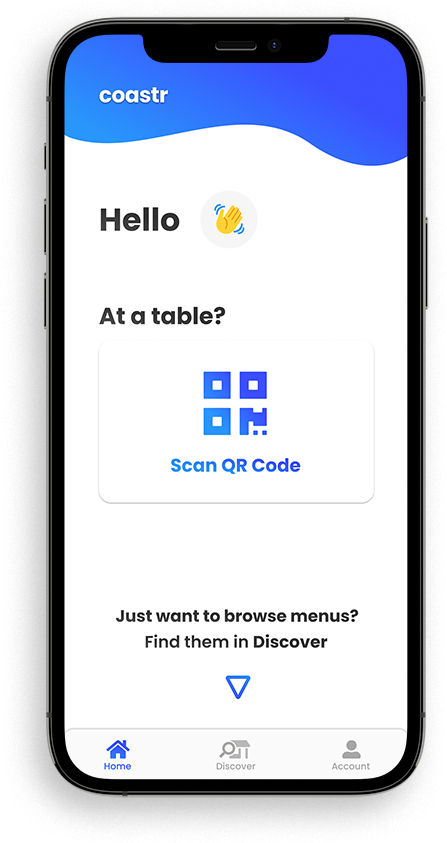 coastr
Hello
At a table?
Scan QR Code
Just want to browse menus?
Find them in Discover
Home
Discover
Account